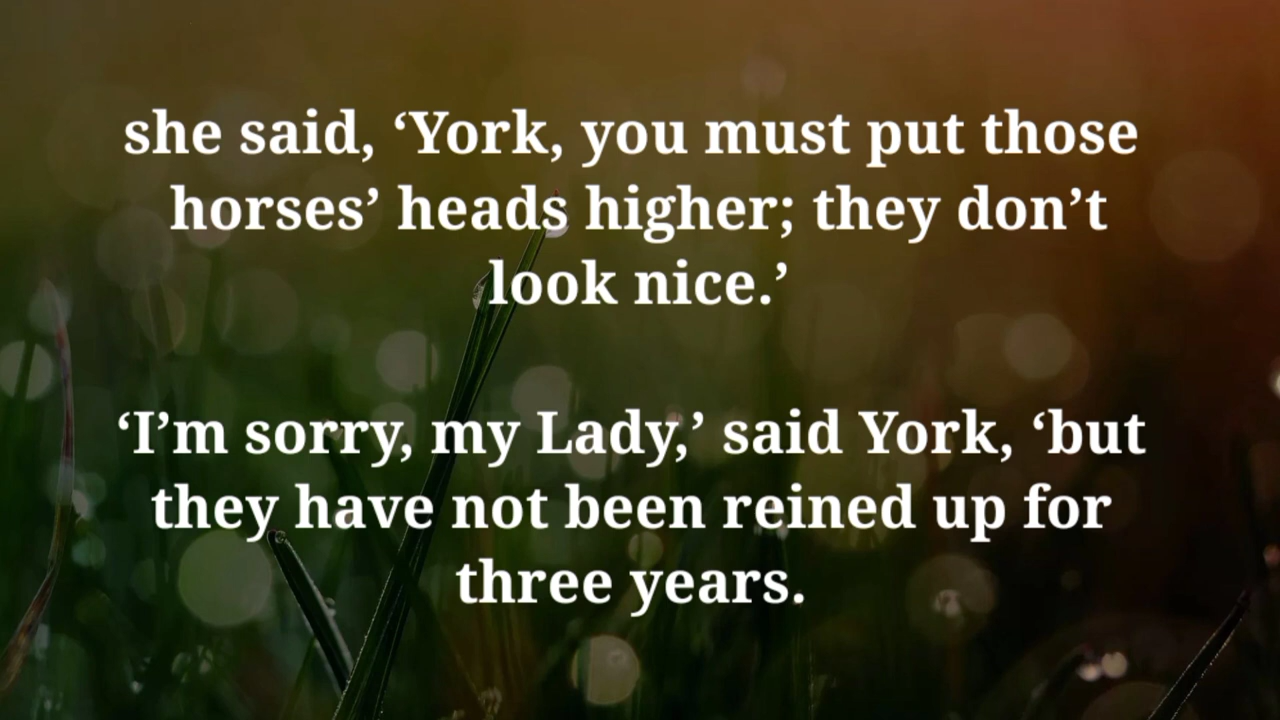 she said, ‘York, you must put those
horses’ heads higher; they don’t
look nice.’
‘I’m sorry, my Lady,’ said York, ‘but
they have not been reined up for
three years.